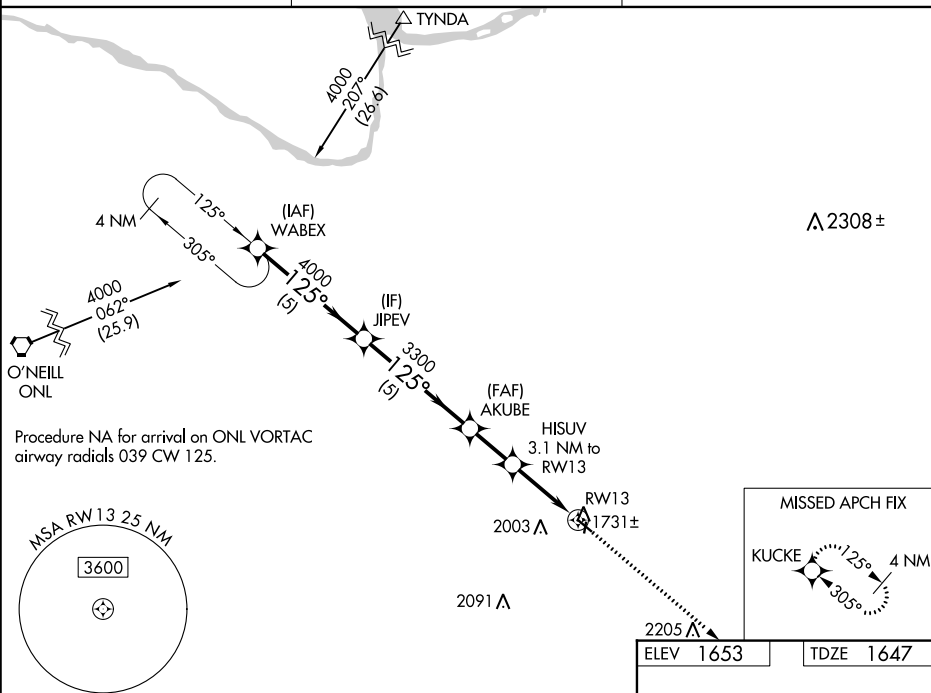 TYNDA
4000
207°
(26.6)
4 NM
125°
305°
(IAF)
WABEX
2308±
4000
125°
(5)
4000
062°
(25.9)
(IF)
JIPEV
3300
125°
(5)
O'NEILL
ONL
(FAF)
AKUBE
HISUV
3.1 NM to
RW13
Procedure NA for arrival on ONL VORTAC
airway radials 039 CW 125.
RW13
1731±
2003
MISSED APCH FIX
KUCKE
125°
4 NM
305°
MSA RW13 25 NM
3600
2091
2205
ELEV 1653
TDZE 1647